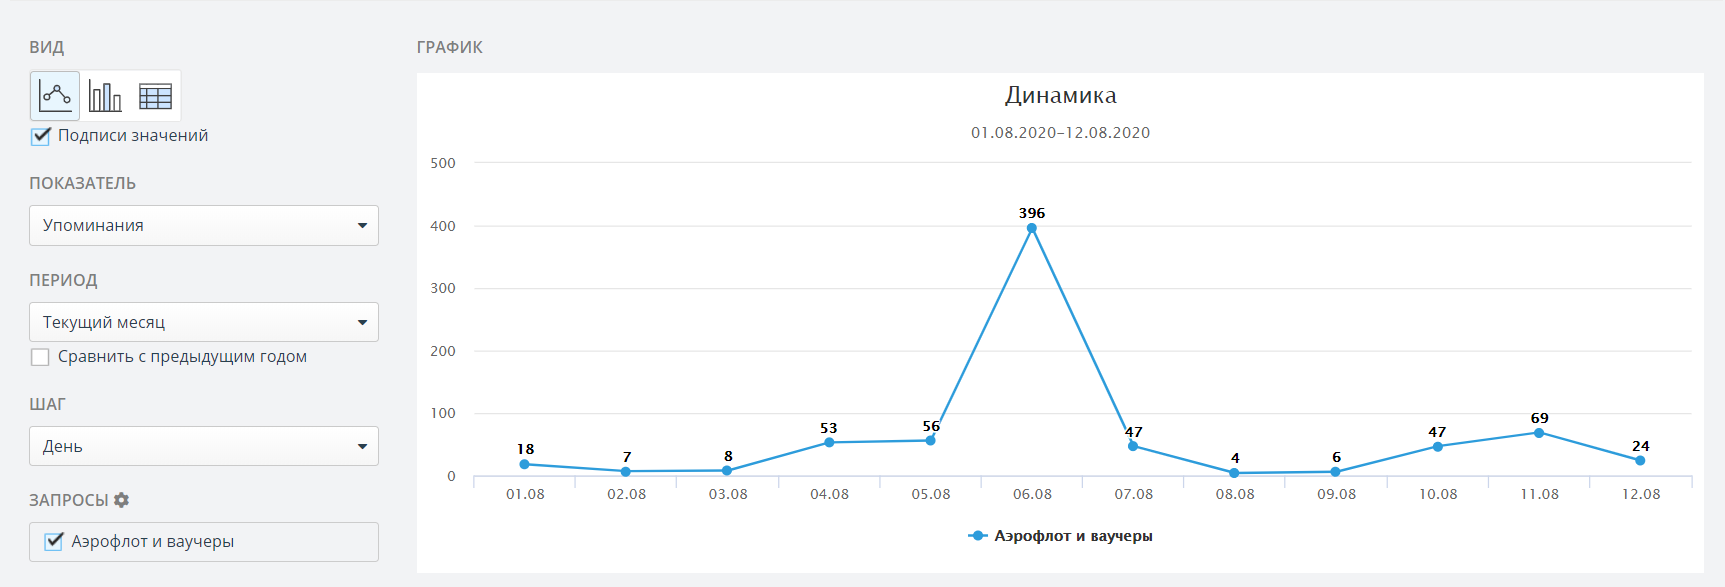 ВИД
Подписи значений
ПОКАЗАТЕЛЬ
Упоминания
ПЕРИОД
Текущий месяц
Сравнить с предыдущим годом
ШАГ
День
ЗАПРОСЫ
Аэрофлот и ваучеры
ГРАФИК
Динамика
01.08.2020–12.08.2020
500
400
300
200
100
0
18
7
8
53
56
396
47
4
6
47
69
24
01.08 02.08 03.08 04.08 05.08 06.08 07.08 08.08 09.08 10.08 11.08 12.08
Аэрофлот и ваучеры